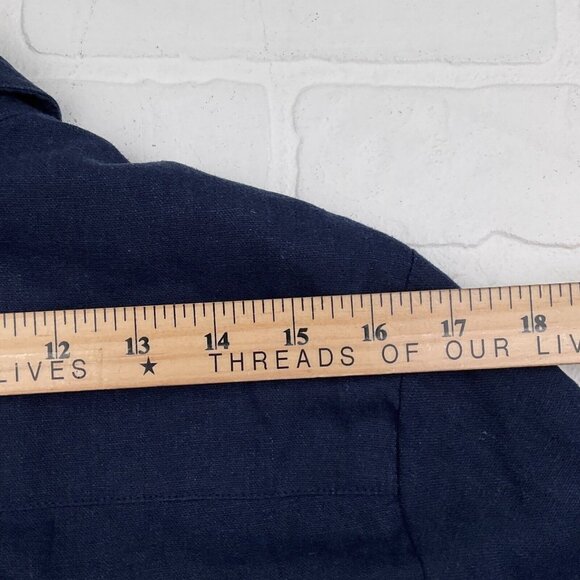 12 13 14 15 16 17 18
LIVES ★ THREADS OF OUR LIV